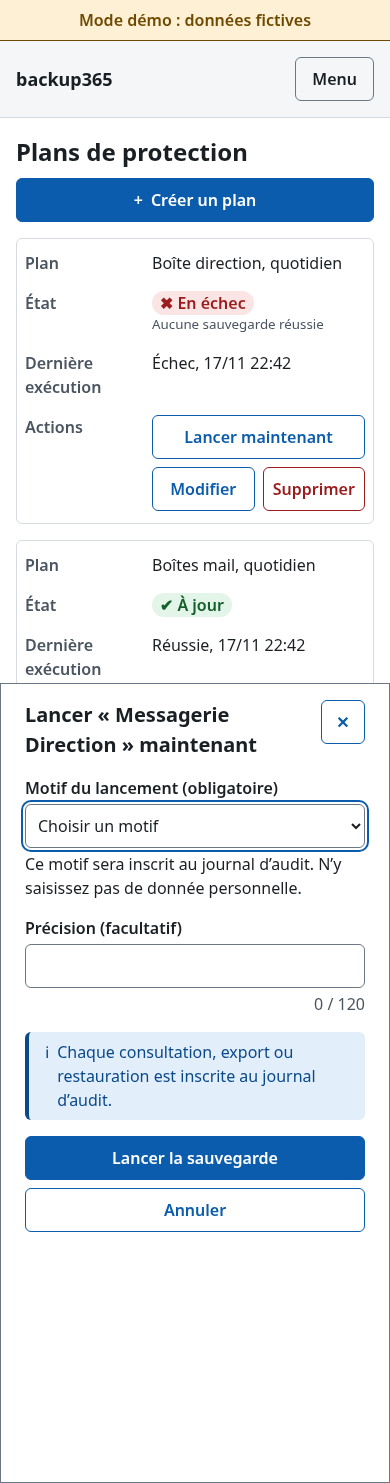 Mode démo : données fictives
backup365
Menu
Plans de protection
+ Créer un plan
Plan
Boîte direction, quotidien
État
✖ En échec
Aucune sauvegarde réussie
Dernière
exécution
Échec, 17/11 22:42
Actions
Lancer maintenant
Modifier
Supprimer
Plan
Boîtes mail, quotidien
État
✔ À jour
Dernière
exécution
Réussie, 17/11 22:42
Lancer « Messagerie
Direction » maintenant
✕
Motif du lancement (obligatoire)
Choisir un motif
Ce motif sera inscrit au journal d’audit. N’y
saisissez pas de donnée personnelle.
Précision (facultatif)
0 / 120
i Chaque consultation, export ou
restauration est inscrite au journal
d’audit.
Lancer la sauvegarde
Annuler